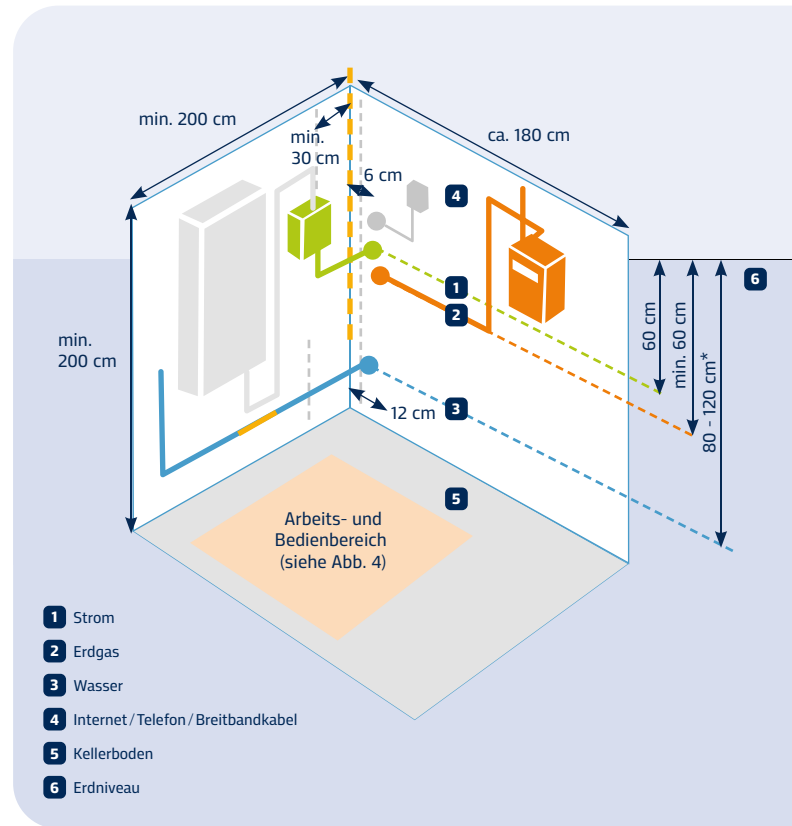 min. 200 cm
ca. 180 cm
min.
30 cm
6 cm
4
6
1
2
60 cm
min. 60 cm
80 - 120 cm*
min.
200 cm
12 cm
3
5
Arbeits- und
Bedienbereich
(siehe Abb. 4)
1 Strom
2 Erdgas
3 Wasser
4 Internet / Telefon / Breitbandkabel
5 Kellerboden
6 Erdniveau